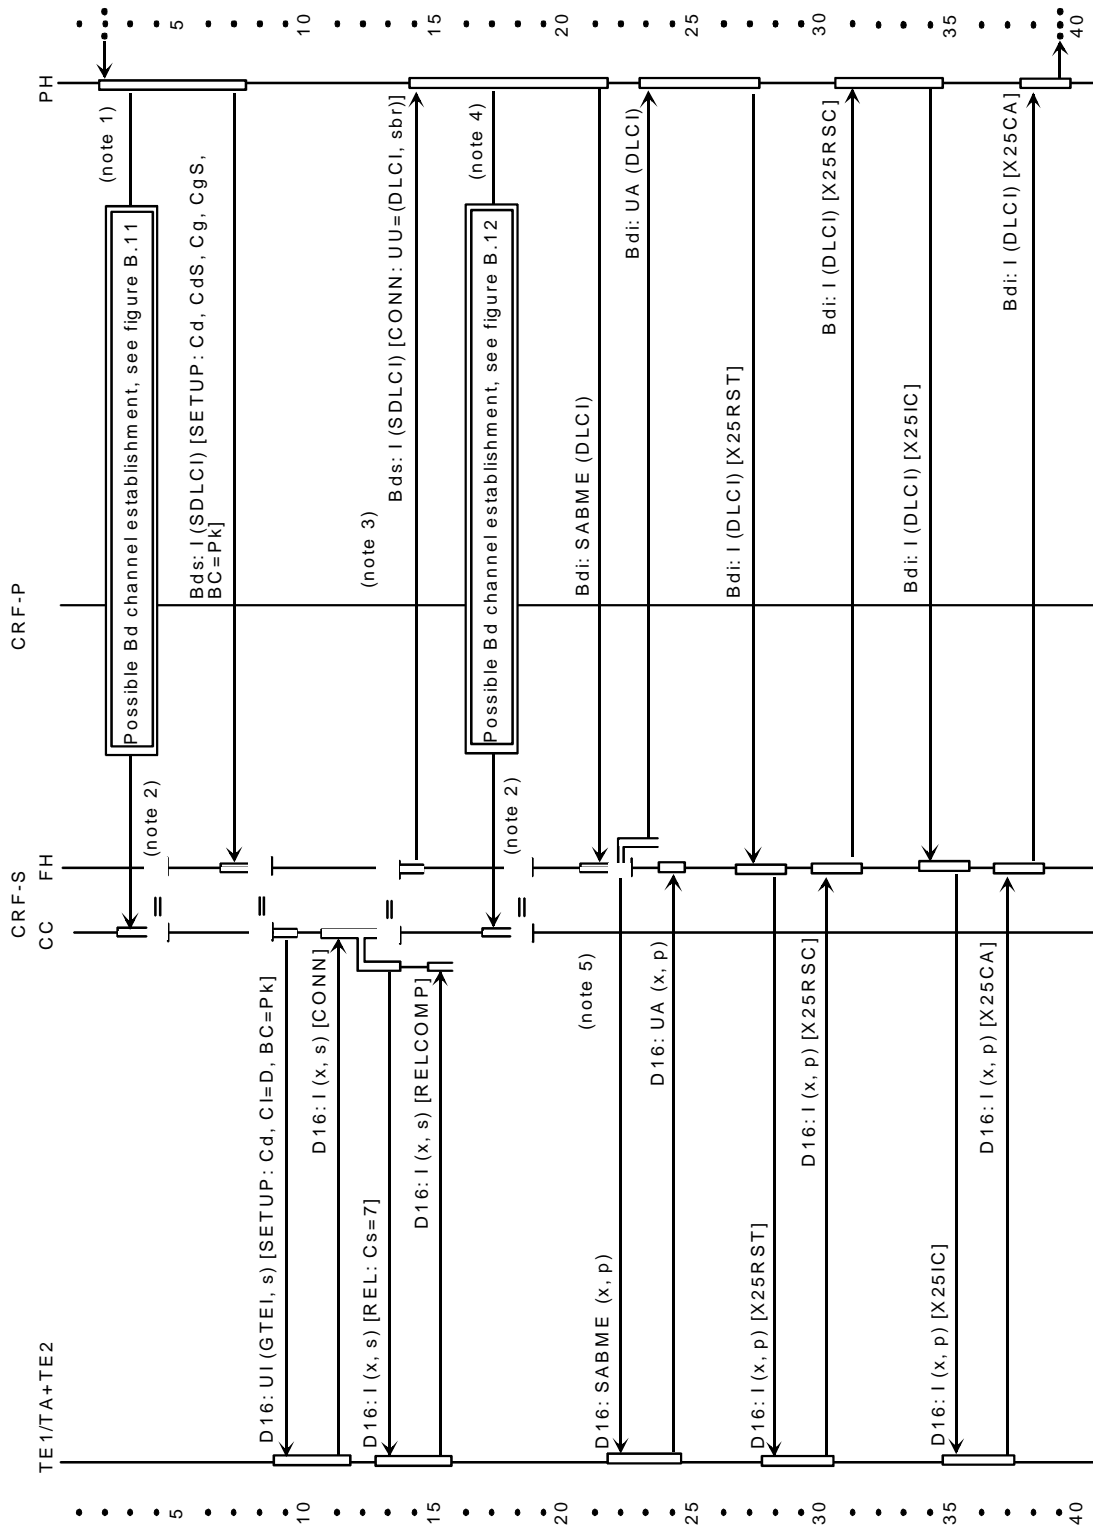 TE1/TA+TE2
CRF-S
CC
FH
CRF-P
PH
5
10
15
20
25
30
35
40
5
10
15
20
25
30
35
40
(note 1)
Possible Bd channel establishment, see figure B.11
(note 2)
Bds: I (SDLCI) [SETUP: Cd, CdS, Cg, CgS,
BC=Pk]
D16: UI (GTEI, s) [SETUP: Cd, CI=D, BC=Pk]
D16: I (x, s) [CONN]
(note 3)
D16: I (x, s) [REL: Cs=7]
Bds: I (SDLCI) [CONN: UU=(DLCI, sbr)]
D16: I (x, s) [RELCOMP]
(note 4)
Possible Bd channel establishment, see figure B.12
(note 2)
Bdi: SABME (DLCI)
(note 5)
D16: SABME (x, p)
Bdi: UA (DLCI)
D16: UA (x, p)
Bdi: I (DLCI) [X25RST]
D16: I (x, p) [X25RST]
D16: I (x, p) [X25RSC]
Bdi: I (DLCI) [X25RSC]
Bdi: I (DLCI) [X25IC]
D16: I (x, p) [X25IC]
D16: I (x, p) [X25CA]
Bdi: I (DLCI) [X25CA]